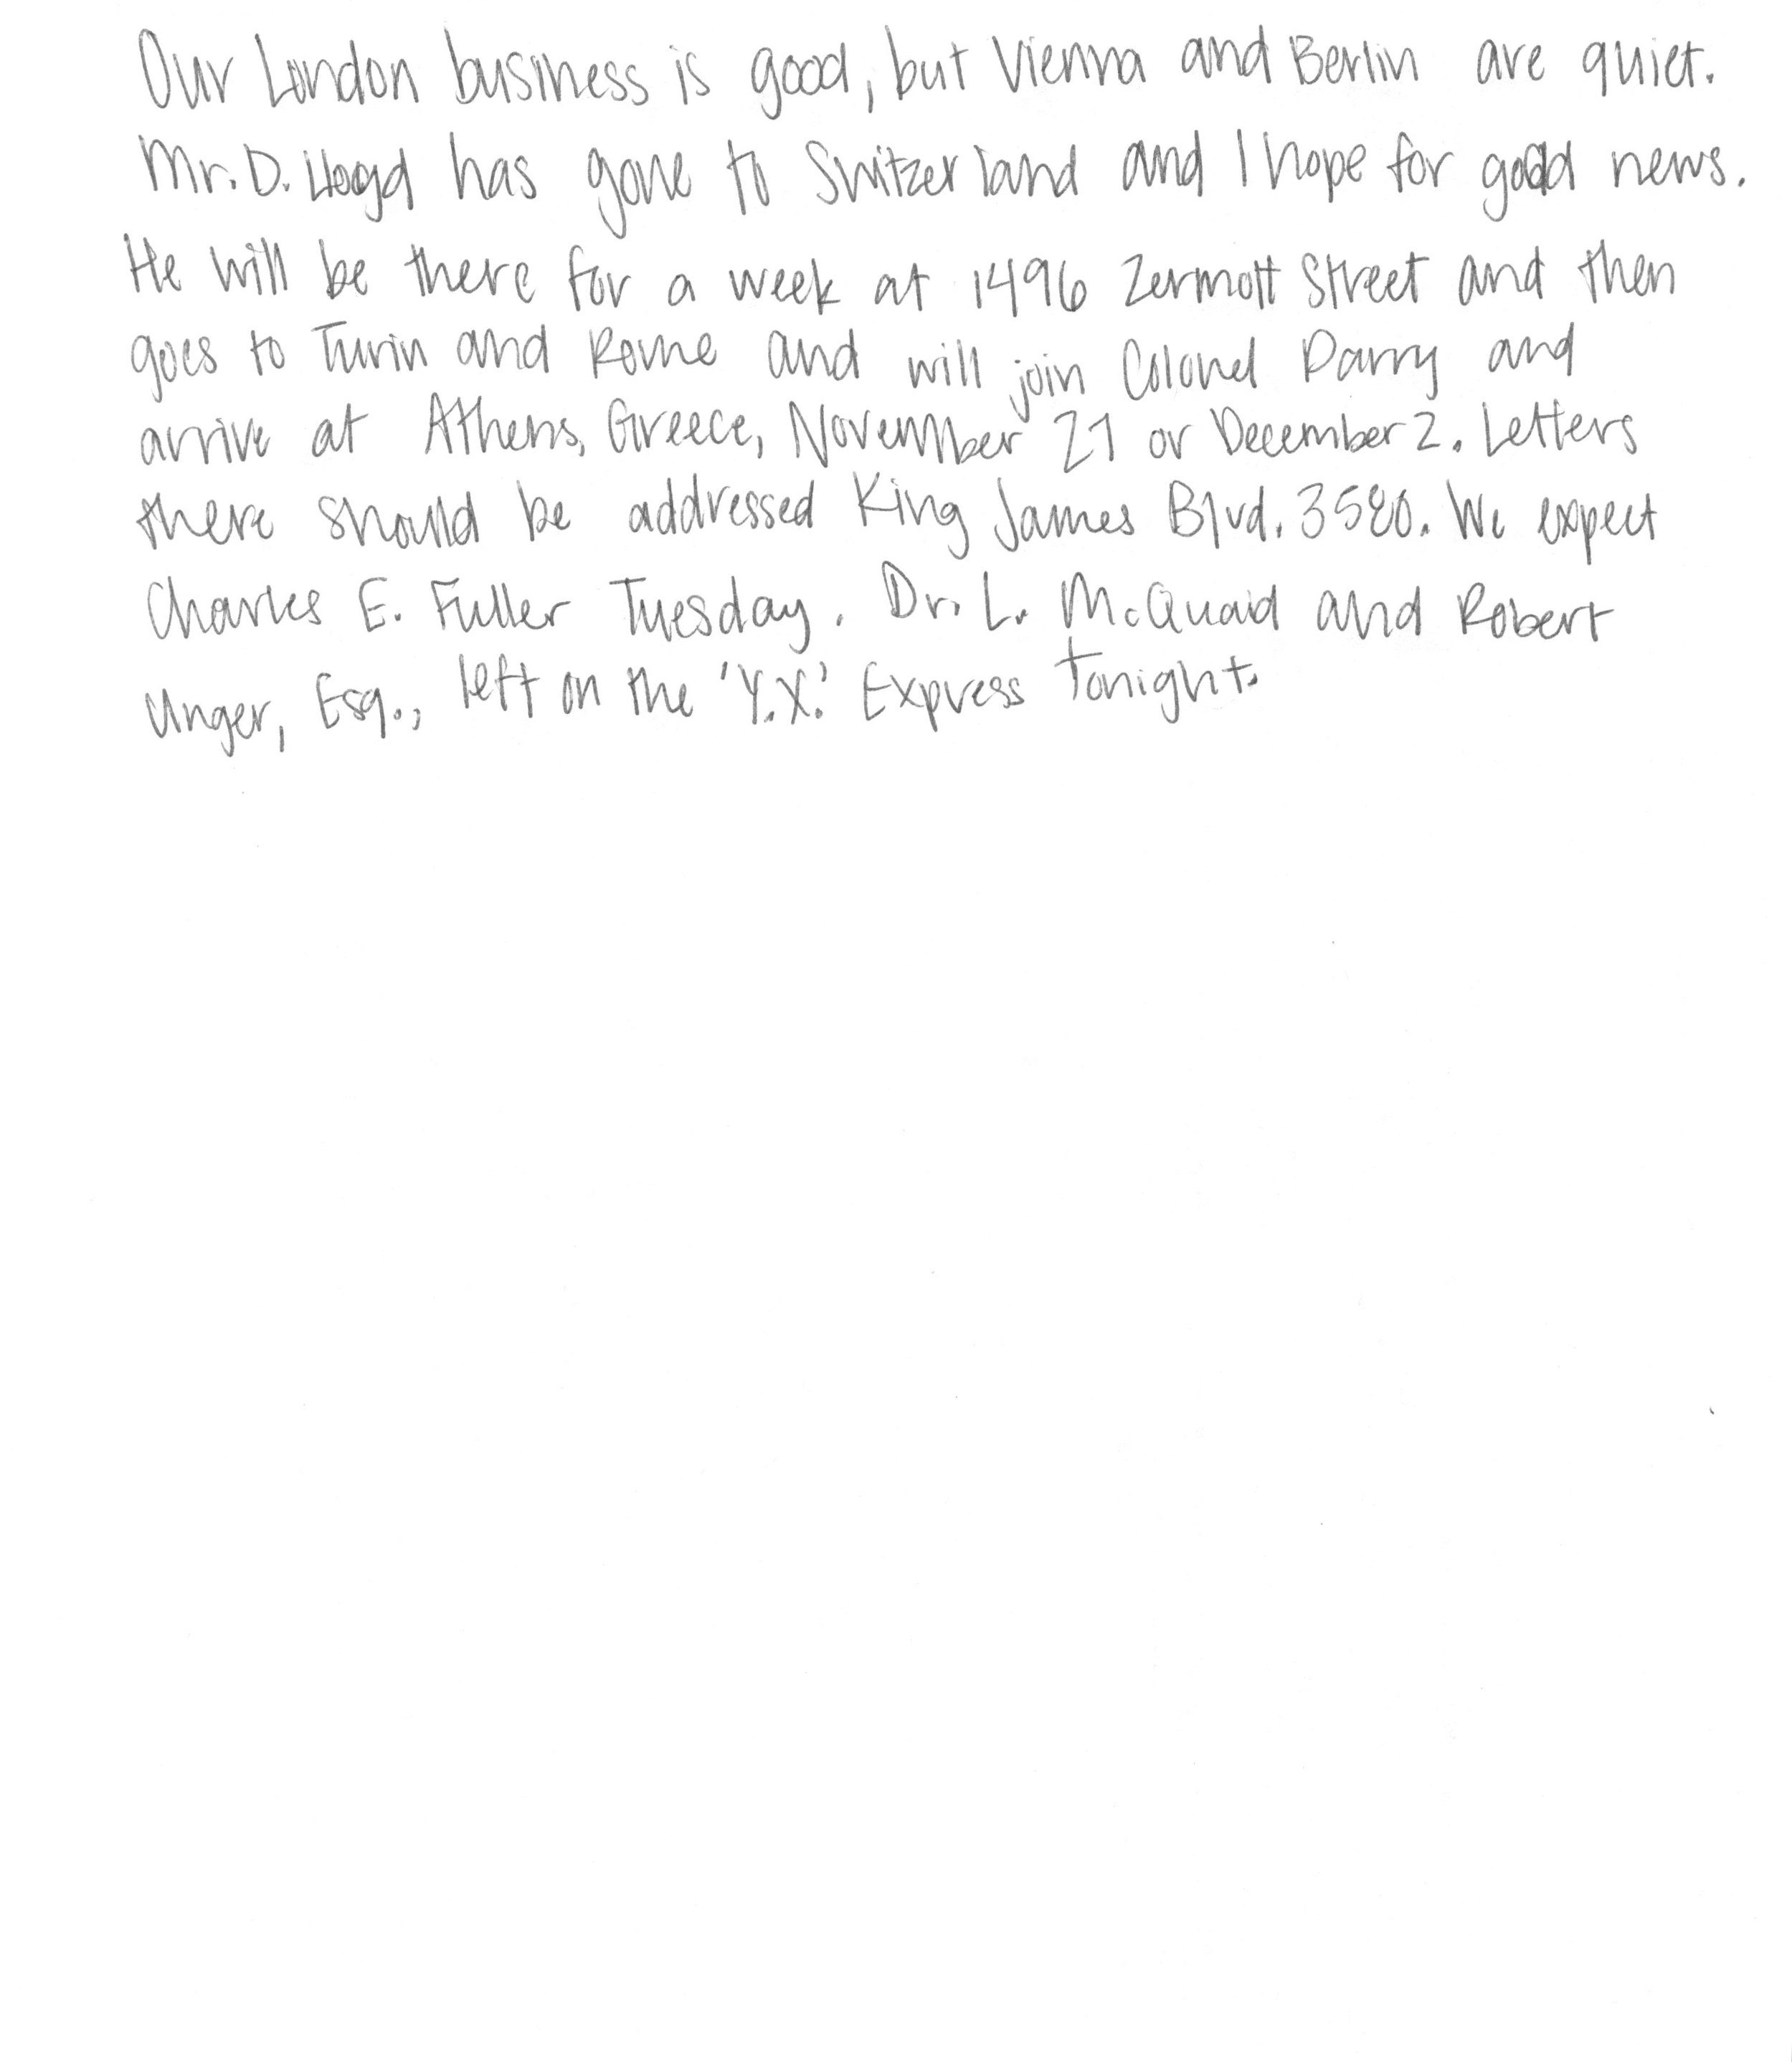 Our London business is good, but Vienna and Berlin are quiet.
Mr. D. Lloyd has gone to Switzerland and I hope for good news.
He will be there for a week at 1496 Zermott Street and then
goes to Turin and Rome and will join Colonel Parry and
arrive at Athens, Greece, November 27 or December 2. Letters
there should be addressed King James Blvd. 3580. We expect
Charles E. Fuller Tuesday. Dr. L. McQuaid and Robert
Unger, Esq., left on the 'Y.X.' Express tonight.